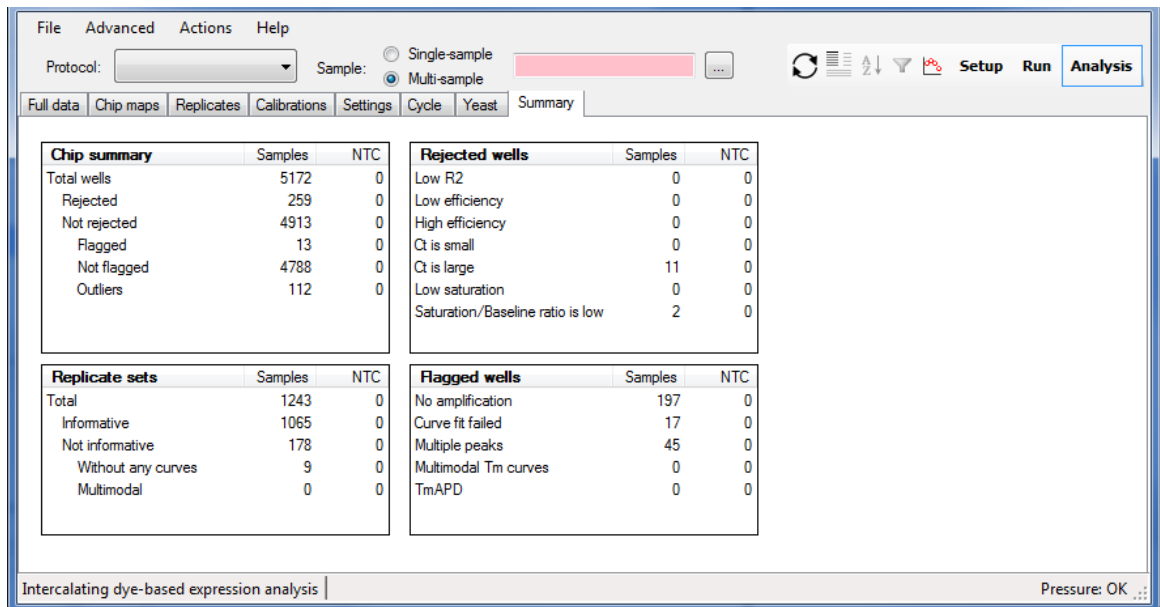 File Advanced Actions Help
Protocol: Sample: Single-sample
Multi-sample ... Setup Run Analysis
Full data Chip maps Replicates Calibrations Settings Cycle Yeast Summary
Chip summary Samples NTC
Total wells 5172 0
Rejected 259 0
Not rejected 4913 0
Flagged 13 0
Not flagged 4788 0
Outliers 112 0
Rejected wells Samples NTC
Low R2 0 0
Low efficiency 0 0
High efficiency 0 0
Ct is small 0 0
Ct is large 11 0
Low saturation 0 0
Saturation/Baseline ratio is low 2 0
Replicate sets Samples NTC
Total 1243 0
Informative 1065 0
Not informative 178 0
Without any curves 9 0
Multimodal 0 0
Flagged wells Samples NTC
No amplification 197 0
Curve fit failed 17 0
Multiple peaks 45 0
Multimodal Tm curves 0 0
TmAPD 0 0
Intercalating dye-based expression analysis Pressure: OK